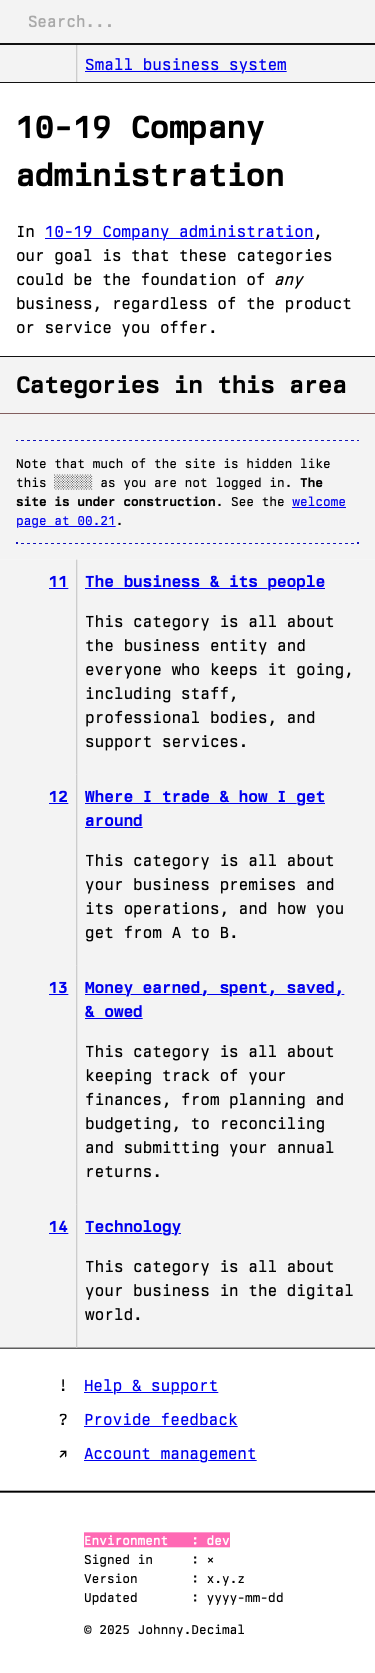 Search...
Small business system
10-19 Company
administration
In 10-19 Company administration,
our goal is that these categories
could be the foundation of any
business, regardless of the product
or service you offer.
Categories in this area
Note that much of the site is hidden like
this ░░░░░ as you are not logged in. The
site is under construction. See the welcome
page at 00.21.
11 The business & its people
This category is all about
the business entity and
everyone who keeps it going,
including staff,
professional bodies, and
support services.
12 Where I trade & how I get
around
This category is all about
your business premises and
its operations, and how you
get from A to B.
13 Money earned, spent, saved,
& owed
This category is all about
keeping track of your
finances, from planning and
budgeting, to reconciling
and submitting your annual
returns.
14 Technology
This category is all about
your business in the digital
world.
! Help & support
? Provide feedback
↗ Account management
Environment : dev
Signed in : ×
Version : x.y.z
Updated : yyyy-mm-dd
© 2025 Johnny.Decimal